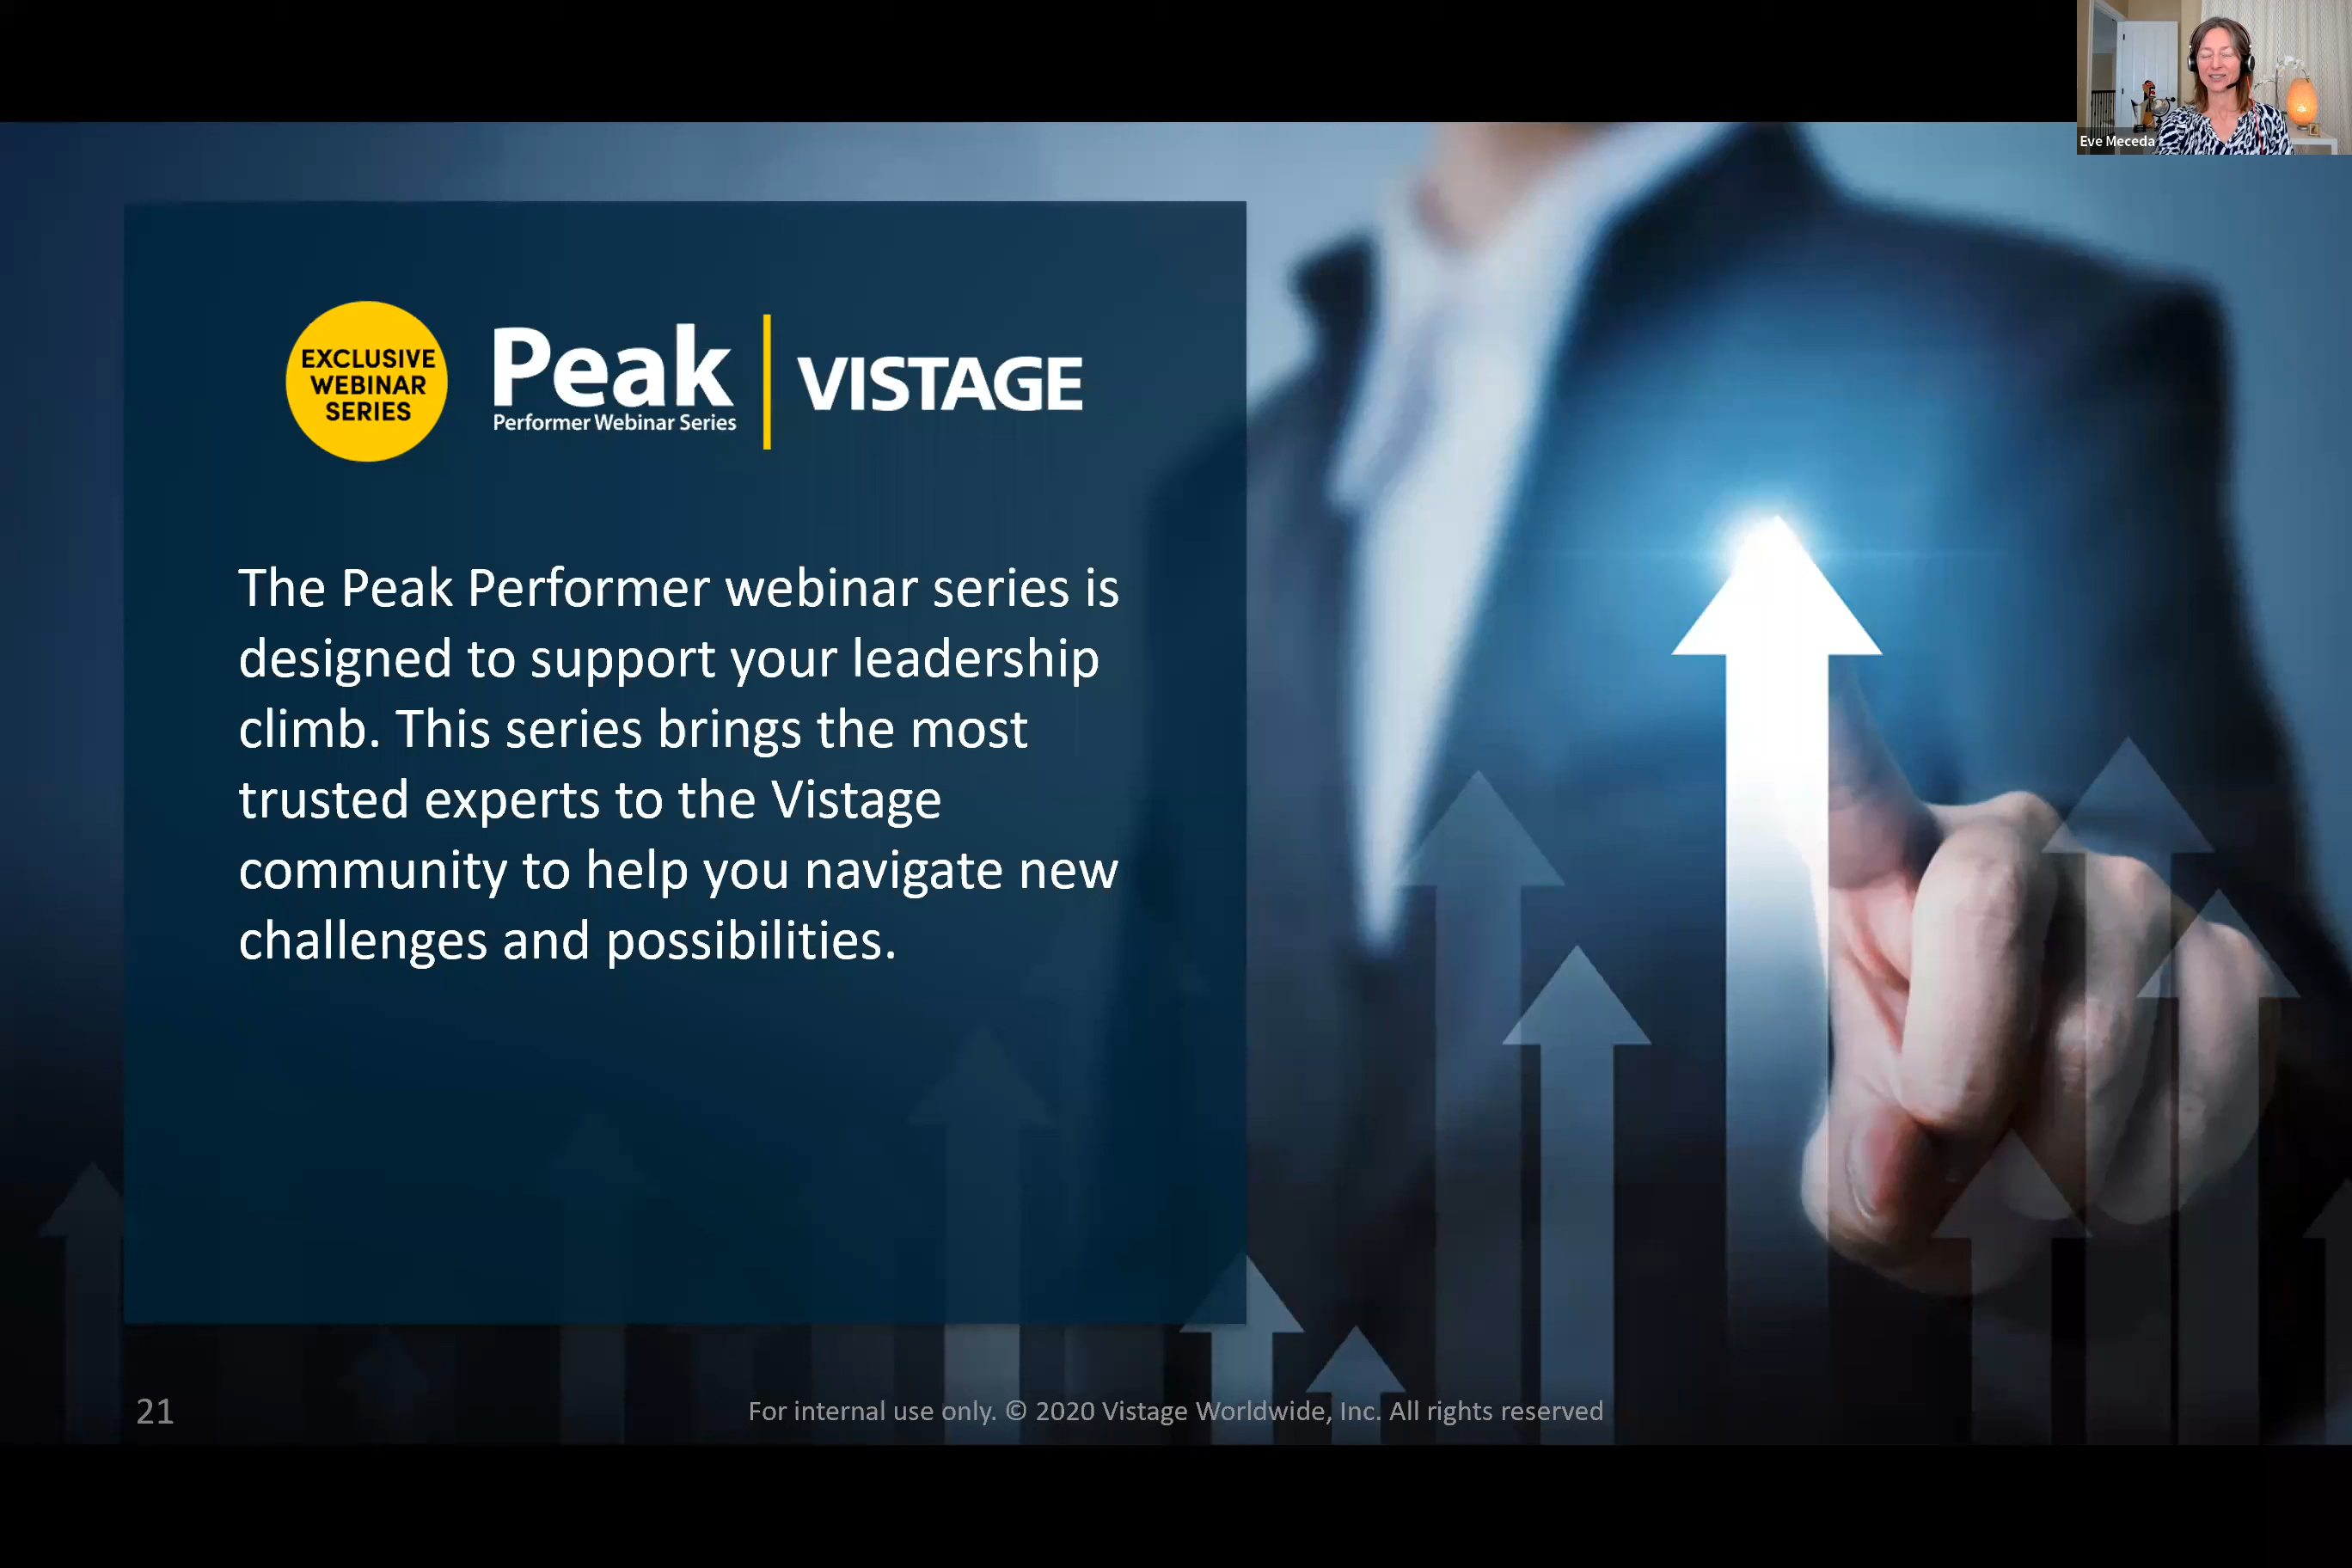 Eve Meceda
EXCLUSIVE
WEBINAR
SERIES
Peak
Performer Webinar Series
VISTAGE
The Peak Performer webinar series is
designed to support your leadership
climb. This series brings the most
trusted experts to the Vistage
community to help you navigate new
challenges and possibilities.
21
For internal use only. © 2020 Vistage Worldwide, Inc. All rights reserved